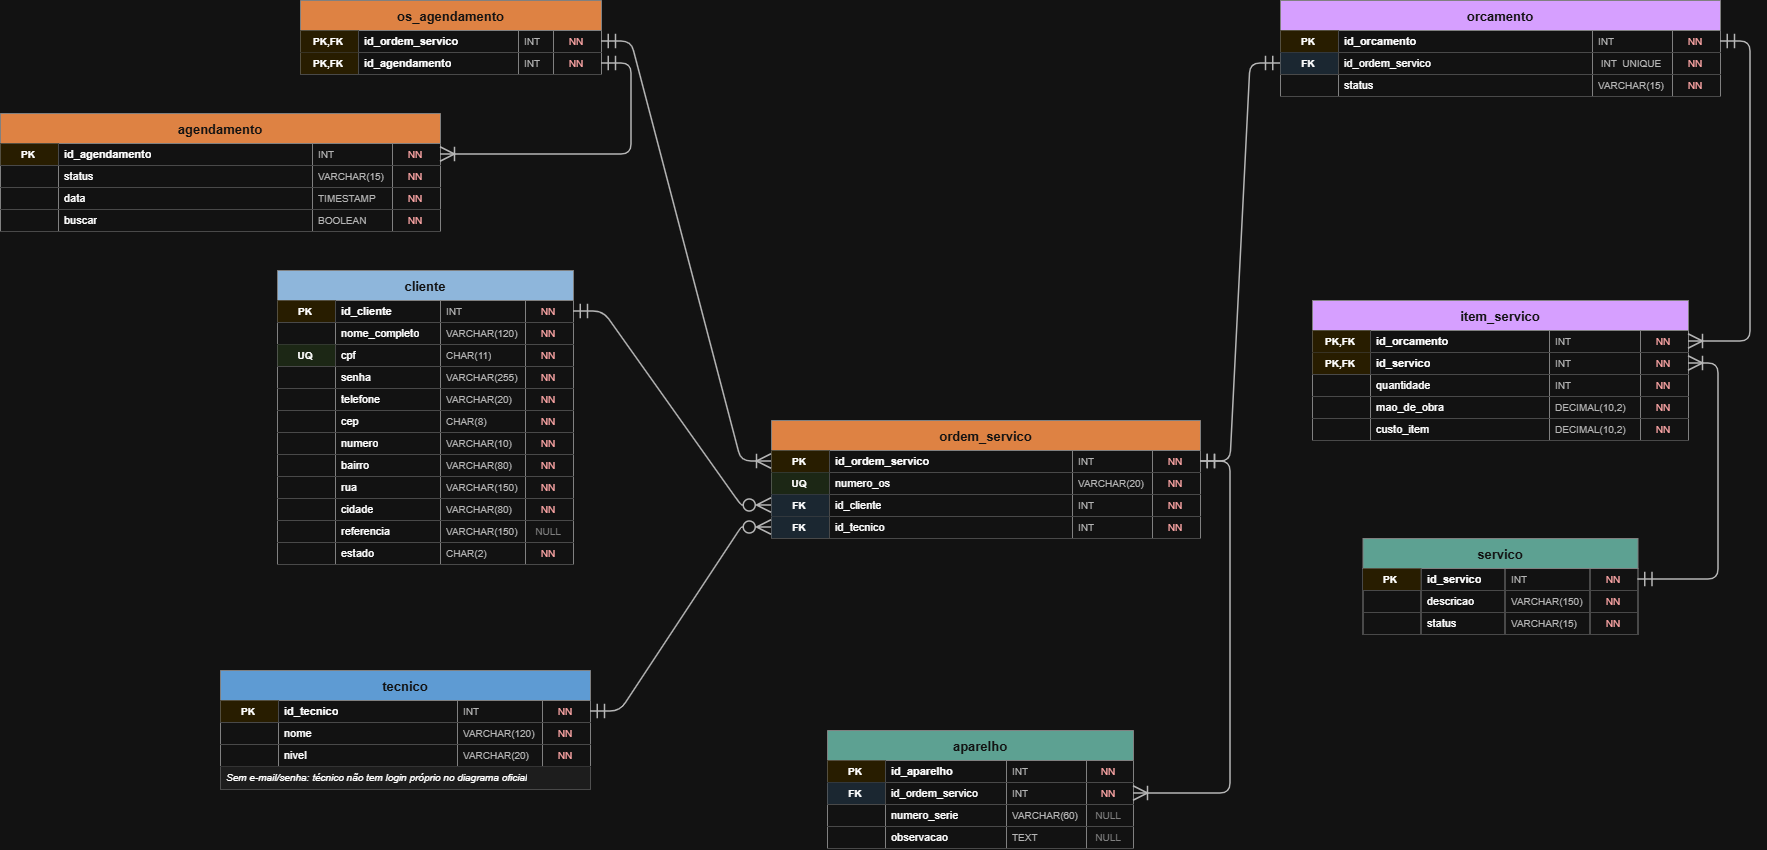 os_agendamento
PK,FK id_ordem_servico INT NN
PK,FK id_agendamento INT NN
agendamento
PK id_agendamento INT NN
status VARCHAR(15) NN
data TIMESTAMP NN
buscar BOOLEAN NN
cliente
PK id_cliente INT NN
nome_completo VARCHAR(120) NN
UQ cpf CHAR(11) NN
senha VARCHAR(255) NN
telefone VARCHAR(20) NN
cep CHAR(8) NN
numero VARCHAR(10) NN
bairro VARCHAR(80) NN
rua VARCHAR(150) NN
cidade VARCHAR(80) NN
referencia VARCHAR(150) NULL
estado CHAR(2) NN
tecnico
PK id_tecnico INT NN
nome VARCHAR(120) NN
nivel VARCHAR(20) NN
Sem e-mail/senha: técnico não tem login próprio no diagrama oficial
ordem_servico
PK id_ordem_servico INT NN
UQ numero_os VARCHAR(20) NN
FK id_cliente INT NN
FK id_tecnico INT NN
aparelho
PK id_aparelho INT NN
FK id_ordem_servico INT NN
numero_serie VARCHAR(60) NULL
observacao TEXT NULL
orcamento
PK id_orcamento INT NN
FK id_ordem_servico INT UNIQUE NN
status VARCHAR(15) NN
item_servico
PK,FK id_orcamento INT NN
PK,FK id_servico INT NN
quantidade INT NN
mao_de_obra DECIMAL(10,2) NN
custo_item DECIMAL(10,2) NN
servico
PK id_servico INT NN
descricao VARCHAR(150) NN
status VARCHAR(15) NN